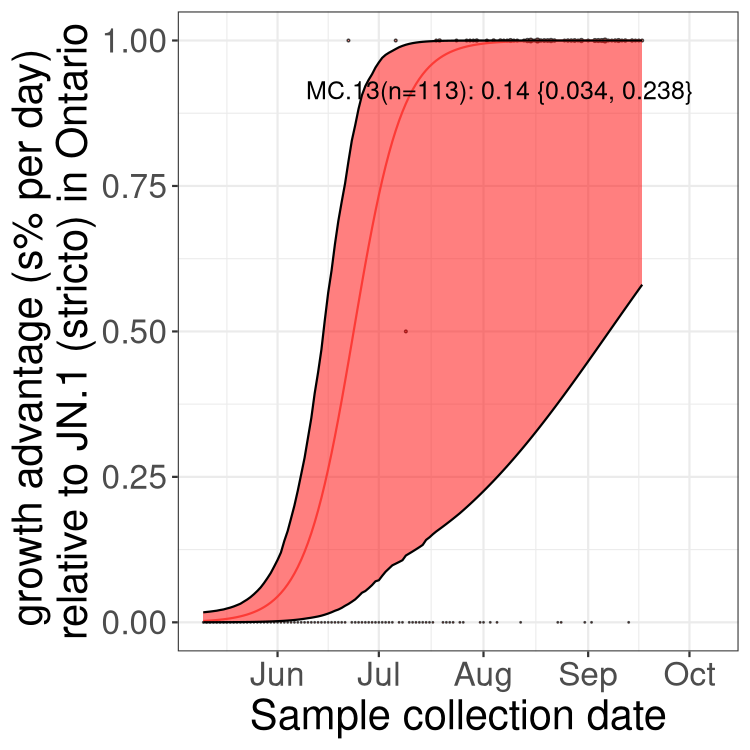 growth advantage (s% per day)
relative to JN.1 (stricto) in Ontario
1.00
0.75
0.50
0.25
0.00
MC.13(n=113): 0.14 {0.034, 0.238}
Jun Jul Aug Sep Oct
Sample collection date